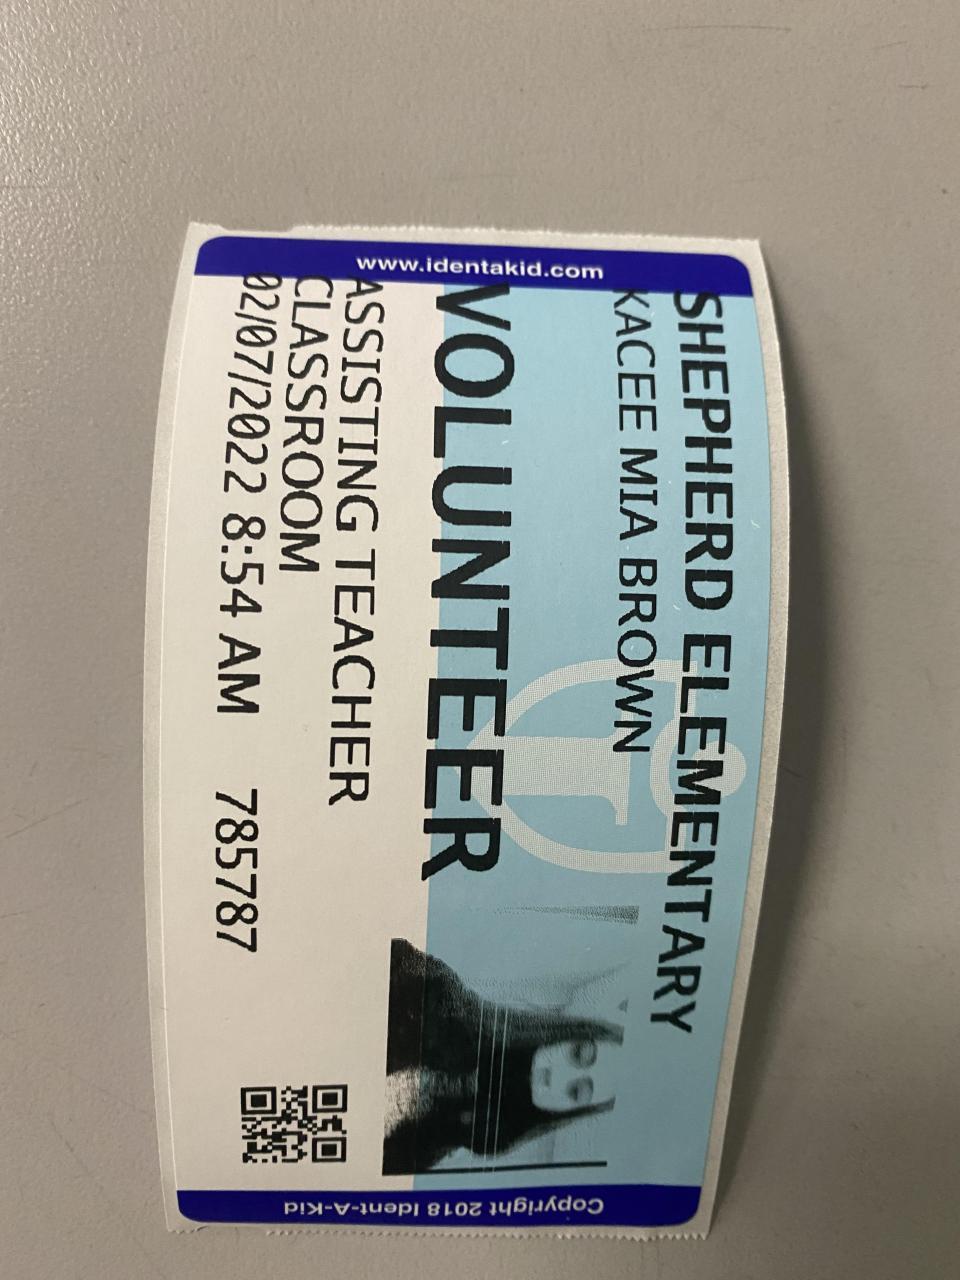 www.identakid.com
SHEPHERD ELEMENTARY
KACEE MIA BROWN
VOLUNTEER
ASSISTING TEACHER
CLASSROOM
02/07/2022 8:54 AM 785787
Copyright 2018 Ident-A-Kid